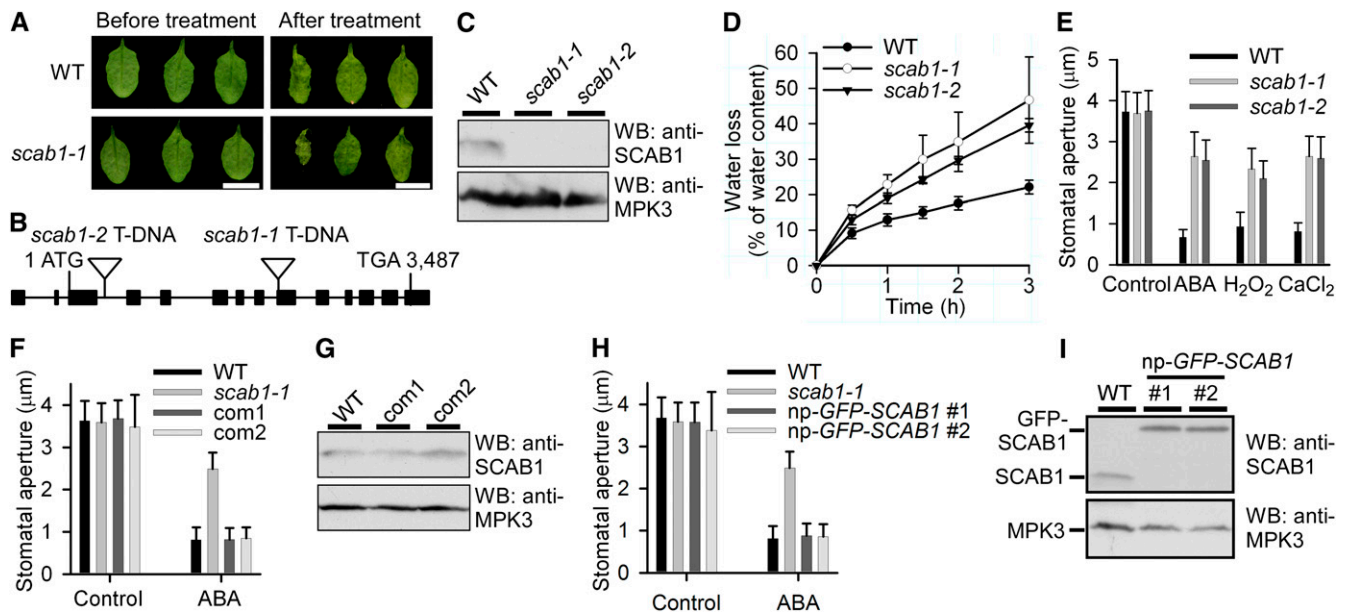 A
Before treatment
After treatment
WT
scab1-1
B
scab1-2 T-DNA
scab1-1 T-DNA
1 ATG
TGA 3,487
C
WT
scab1-1
scab1-2
WB: anti-
SCAB1
WB: anti-
MPK3
D
WT
scab1-1
scab1-2
Water loss
(% of water content)
60
50
40
30
20
10
0
0
1
2
3
Time (h)
E
WT
scab1-1
scab1-2
Stomatal aperture (μm)
5
4
3
2
1
0
Control
ABA
H₂O₂
CaCl₂
F
WT
scab1-1
com1
com2
Stomatal aperture (μm)
4
3
2
1
0
Control
ABA
G
WT
com1
com2
WB: anti-
SCAB1
WB: anti-
MPK3
H
WT
scab1-1
np-GFP-SCAB1 #1
np-GFP-SCAB1 #2
Stomatal aperture (μm)
4
3
2
1
0
Control
ABA
I
np-GFP-SCAB1
WT
#1
#2
GFP-
SCAB1
SCAB1
MPK3
WB: anti-
SCAB1
WB: anti-
MPK3